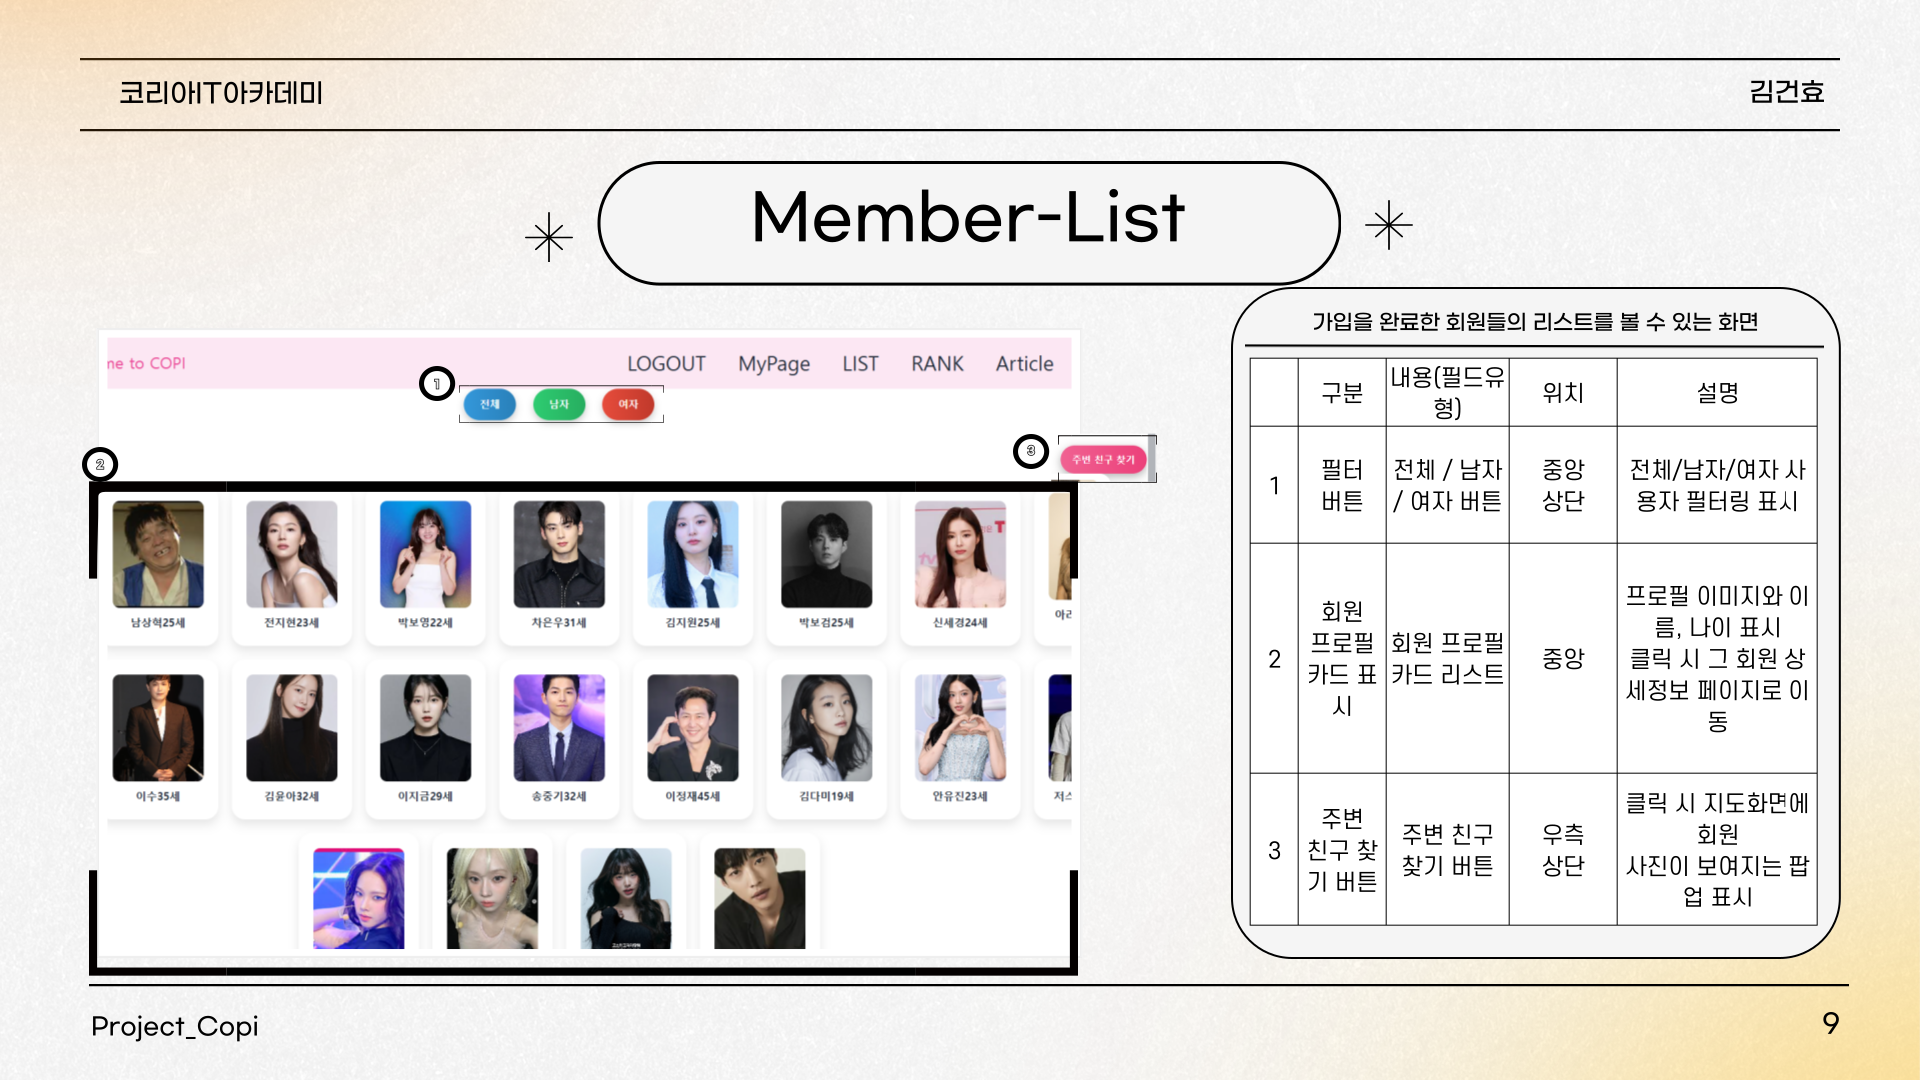 코리아IT아카데미
김건효
Member-List
me to COPI
LOGOUT MyPage LIST RANK Article
1
전체 남자 여자
2
3
주변 친구 찾기
남상혁25세 전지현23세 박보영22세 차은우31세 김지원25세 박보검25세 신세경24세
이수35세 김윤아32세 이지금29세 송중기32세 이정재45세 김다미19세 안유진23세
가입을 완료한 회원들의 리스트를 볼 수 있는 화면
구분
내용(필드유
형)
위치
설명
1
필터
버튼
전체 / 남자
/ 여자 버튼
중앙
상단
전체/남자/여자 사
용자 필터링 표시
2
회원
프로필
카드 표
시
회원 프로필
카드 리스트
중앙
프로필 이미지와 이
름, 나이 표시
클릭 시 그 회원 상
세정보 페이지로 이
동
3
주변
친구 찾
기 버튼
주변 친구
찾기 버튼
우측
상단
클릭 시 지도화면에
회원
사진이 보여지는 팝
업 표시
Project_Copi
9